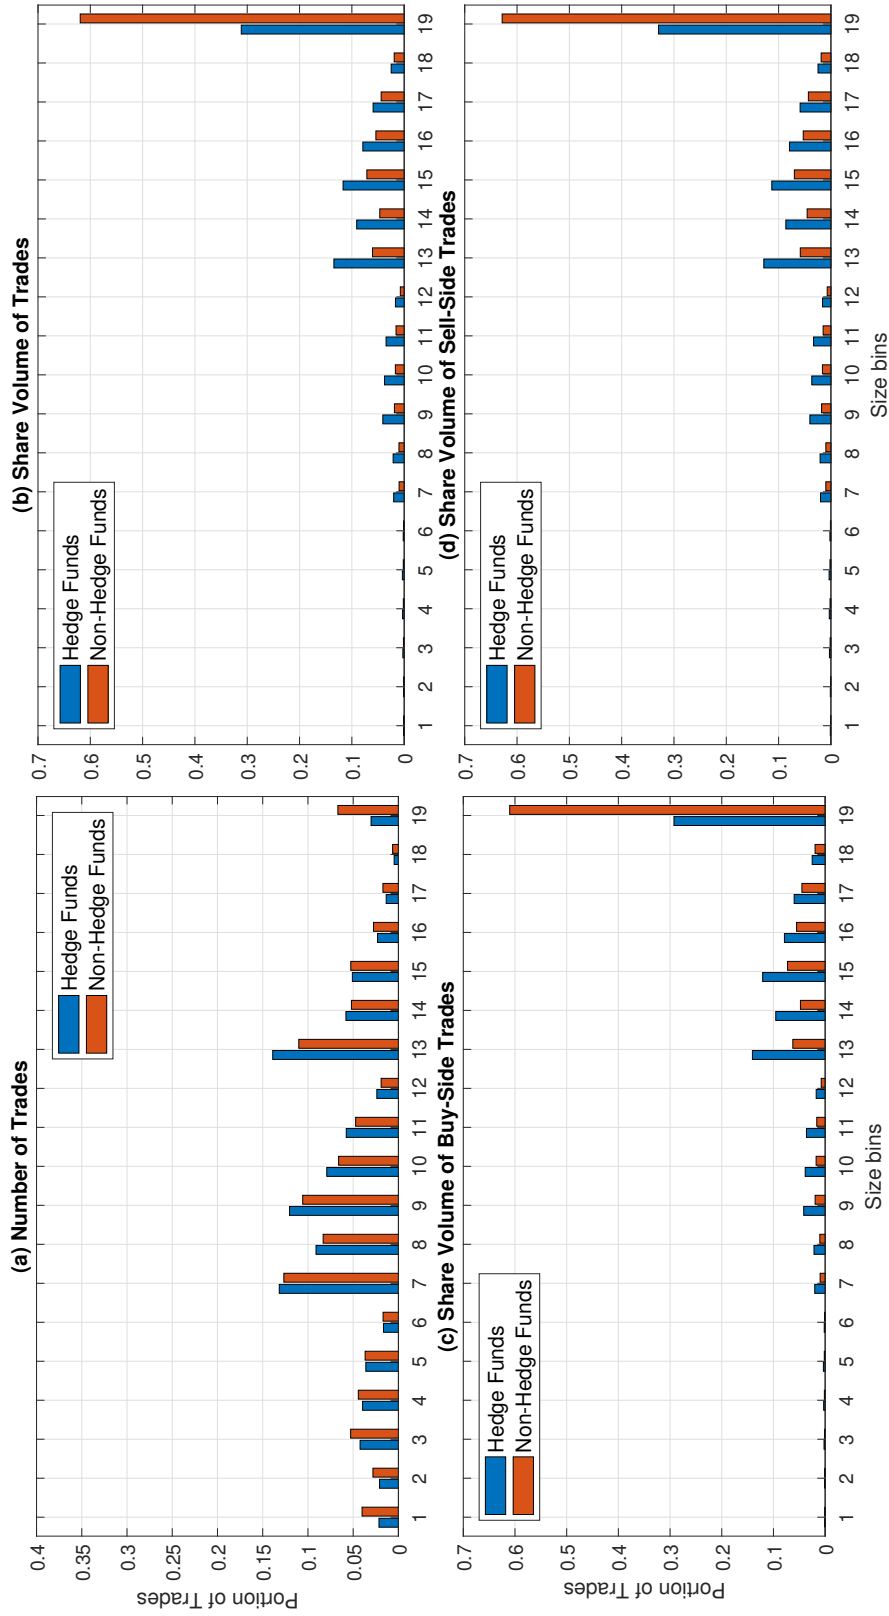 (a) Number of Trades
0.4
0.35
0.3
0.25
0.2
0.15
0.1
0.05
0
Portion of Trades
Hedge Funds
Non-Hedge Funds
1 2 3 4 5 6 7 8 9 10 11 12 13 14 15 16 17 18 19
(b) Share Volume of Trades
0.7
0.6
0.5
0.4
0.3
0.2
0.1
0
Hedge Funds
Non-Hedge Funds
1 2 3 4 5 6 7 8 9 10 11 12 13 14 15 16 17 18 19
(c) Share Volume of Buy-Side Trades
0.7
0.6
0.5
0.4
0.3
0.2
0.1
0
Portion of Trades
Hedge Funds
Non-Hedge Funds
1 2 3 4 5 6 7 8 9 10 11 12 13 14 15 16 17 18 19
Size bins
(d) Share Volume of Sell-Side Trades
0.7
0.6
0.5
0.4
0.3
0.2
0.1
0
Hedge Funds
Non-Hedge Funds
1 2 3 4 5 6 7 8 9 10 11 12 13 14 15 16 17 18 19
Size bins